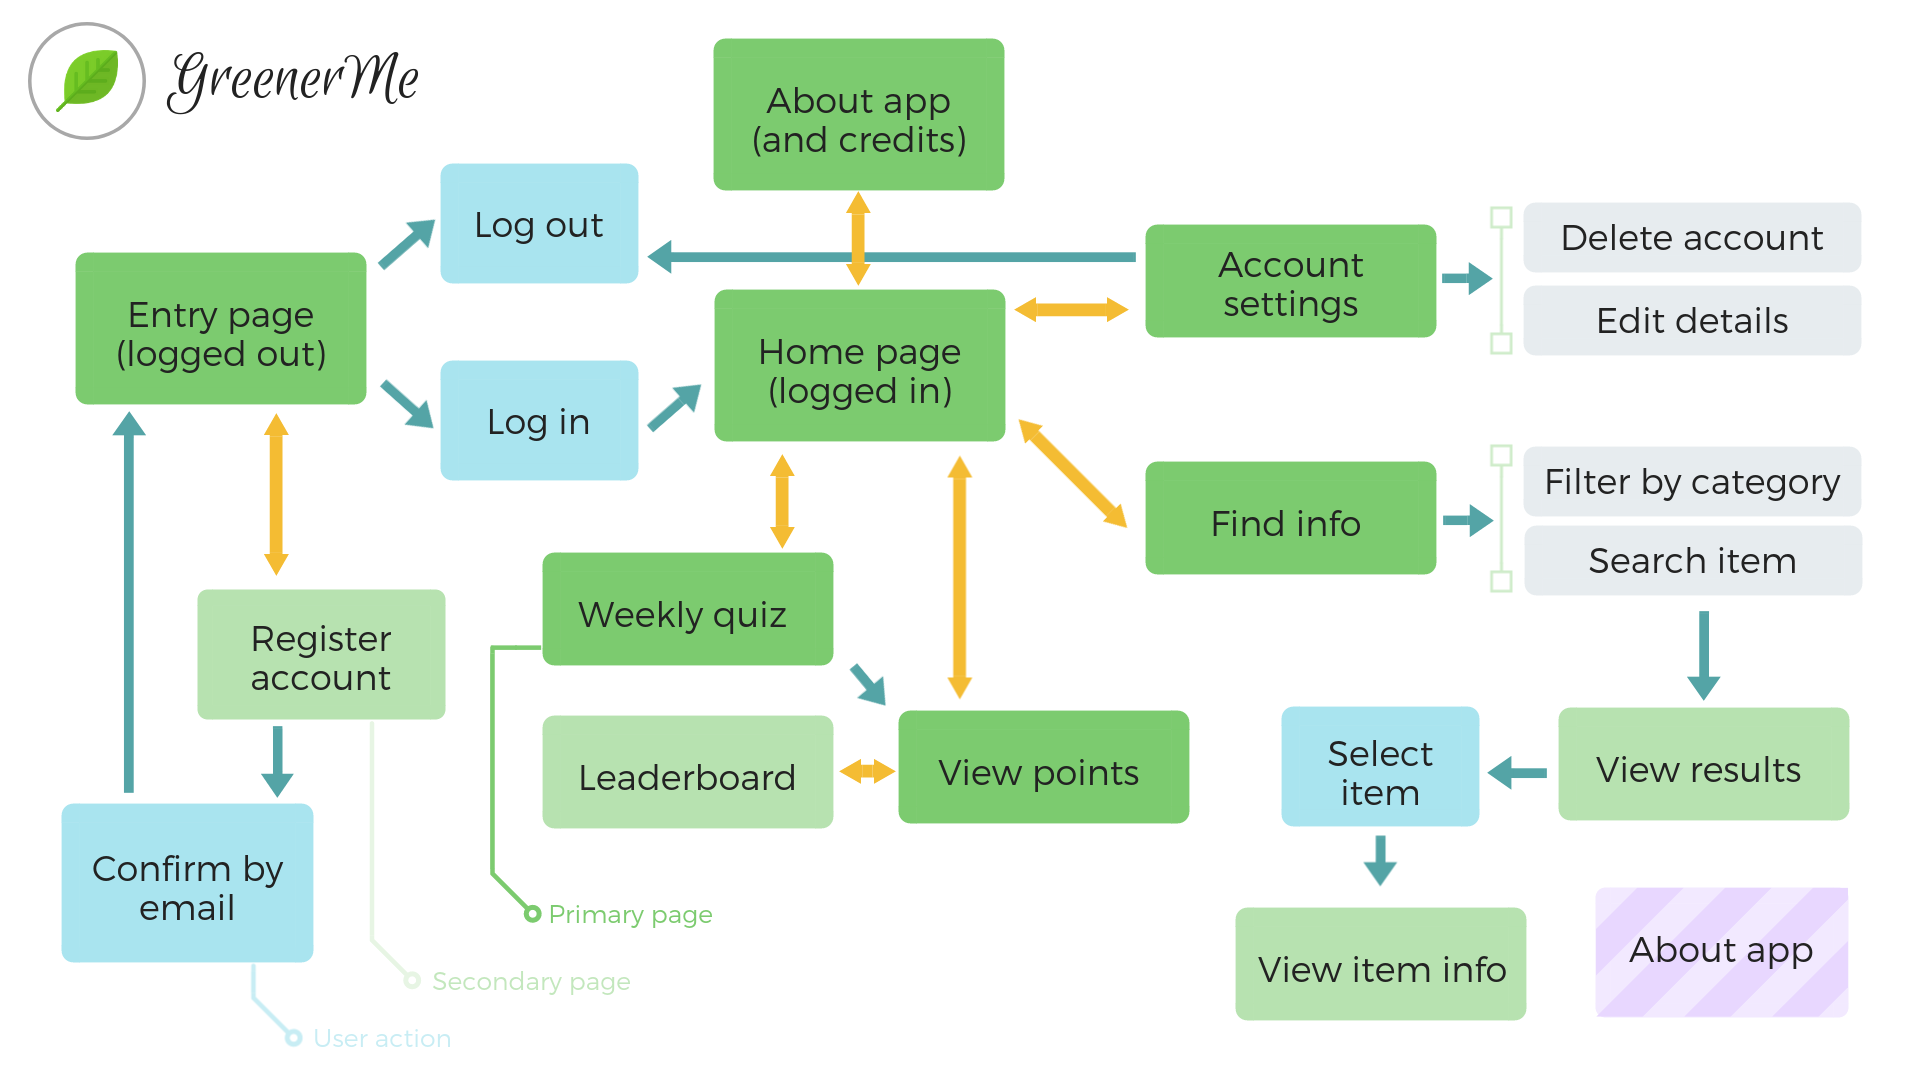 GreenerMe
About app
(and credits)
Log out
Account
settings
Delete account
Edit details
Entry page
(logged out)
Home page
(logged in)
Log in
Filter by category
Search item
Find info
Weekly quiz
Register
account
Leaderboard
View points
Select
item
View results
Confirm by
email
Primary page
Secondary page
User action
View item info
About app